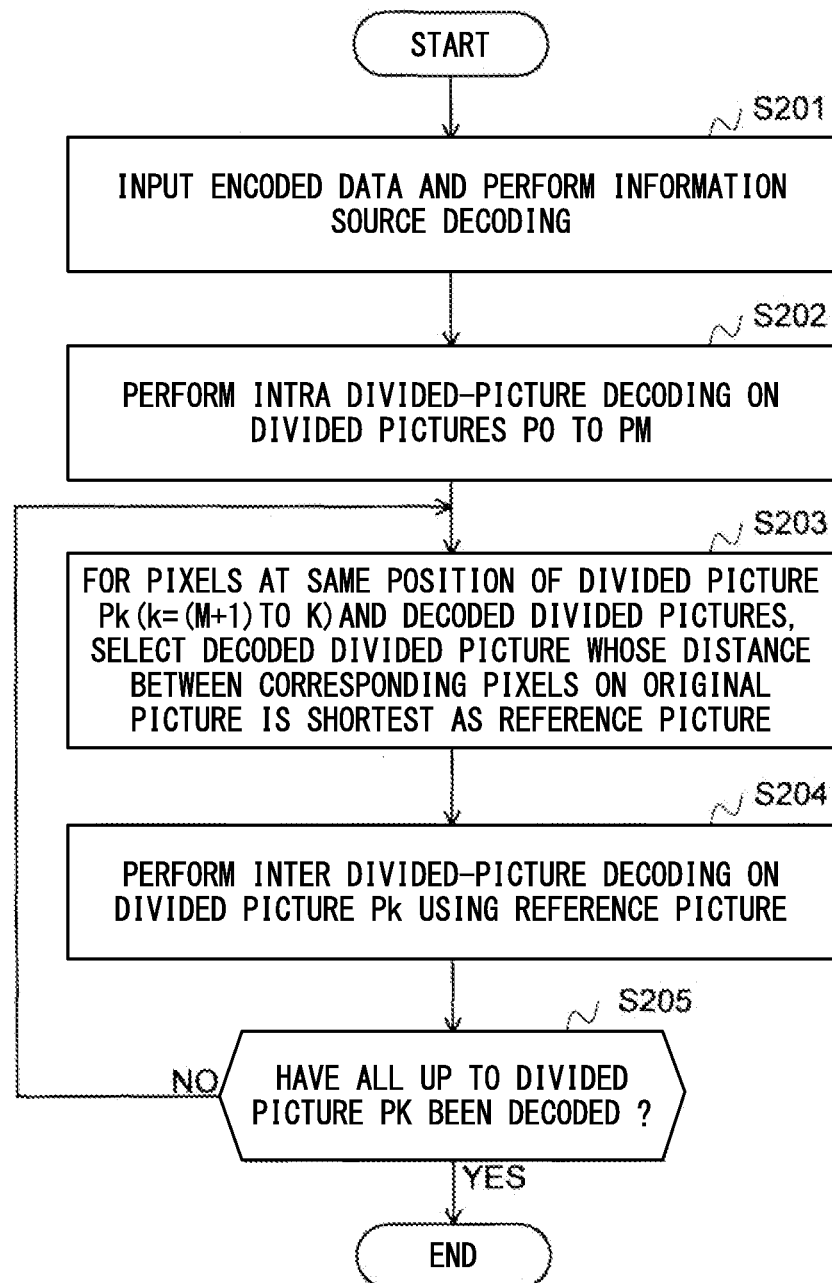 START
S201
INPUT ENCODED DATA AND PERFORM INFORMATION
SOURCE DECODING
S202
PERFORM INTRA DIVIDED-PICTURE DECODING ON
DIVIDED PICTURES P0 TO PM
S203
FOR PIXELS AT SAME POSITION OF DIVIDED PICTURE
Pk(k=(M+1)TO K)AND DECODED DIVIDED PICTURES,
SELECT DECODED DIVIDED PICTURE WHOSE DISTANCE
BETWEEN CORRESPONDING PIXELS ON ORIGINAL
PICTURE IS SHORTEST AS REFERENCE PICTURE
S204
PERFORM INTER DIVIDED-PICTURE DECODING ON
DIVIDED PICTURE Pk USING REFERENCE PICTURE
S205
NO
HAVE ALL UP TO DIVIDED
PICTURE PK BEEN DECODED ?
YES
END